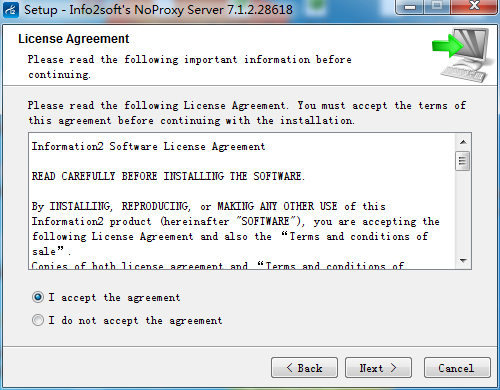 Setup - Info2soft's NoProxy Server 7.1.2.28618
License Agreement
Please read the following important information before
continuing.
Please read the following License Agreement. You must accept the terms of
this agreement before continuing with the installation.
Information2 Software License Agreement
READ CAREFULLY BEFORE INSTALLING THE SOFTWARE.
By INSTALLING, REPRODUCING, or MAKING ANY OTHER USE of this
Information2 product (hereinafter "SOFTWARE"), you are accepting the
following License Agreement and also the “Terms and conditions of
sale”.
Copies of both license agreement and “Terms and conditions of
I accept the agreement
I do not accept the agreement
< Back
Next >
Cancel